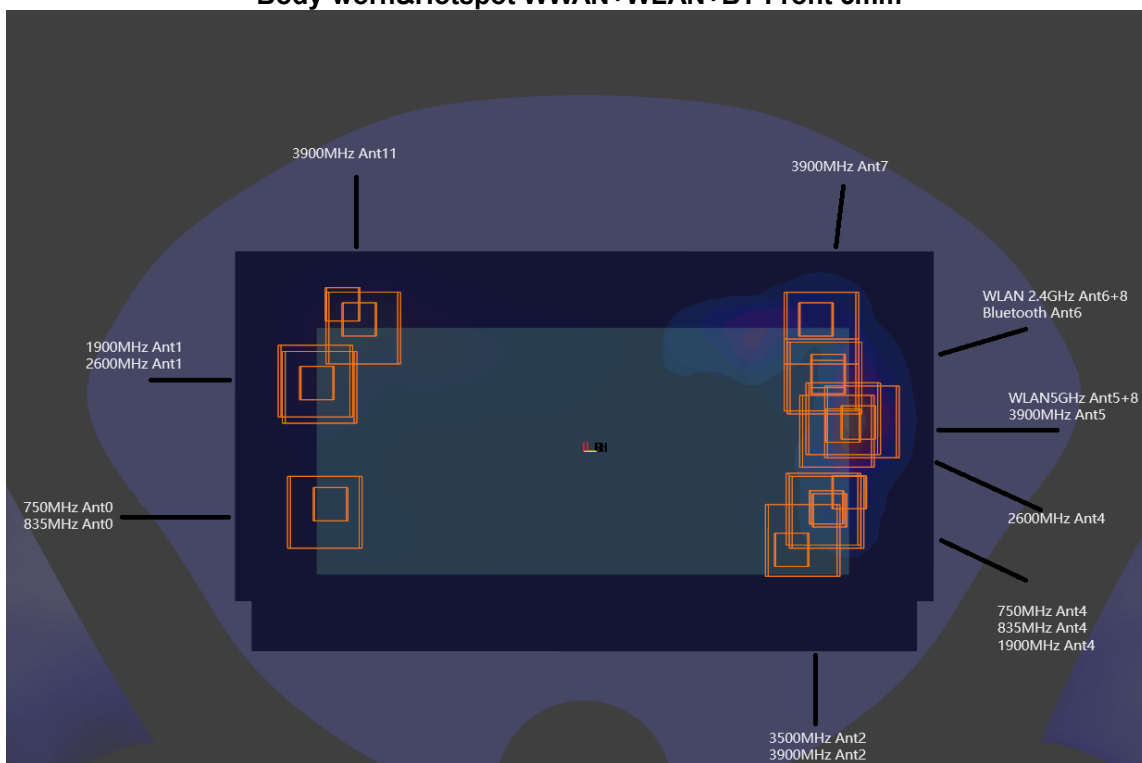 Body worn&Hotspot WWAN+WLAN+BT Front 5mm
3900MHz Ant11
3900MHz Ant7
WLAN 2.4GHz Ant6+8
Bluetooth Ant6
1900MHz Ant1
2600MHz Ant1
WLAN5GHz Ant5+8
3900MHz Ant5
750MHz Ant0
835MHz Ant0
2600MHz Ant4
750MHz Ant4
835MHz Ant4
1900MHz Ant4
3500MHz Ant2
3900MHz Ant2